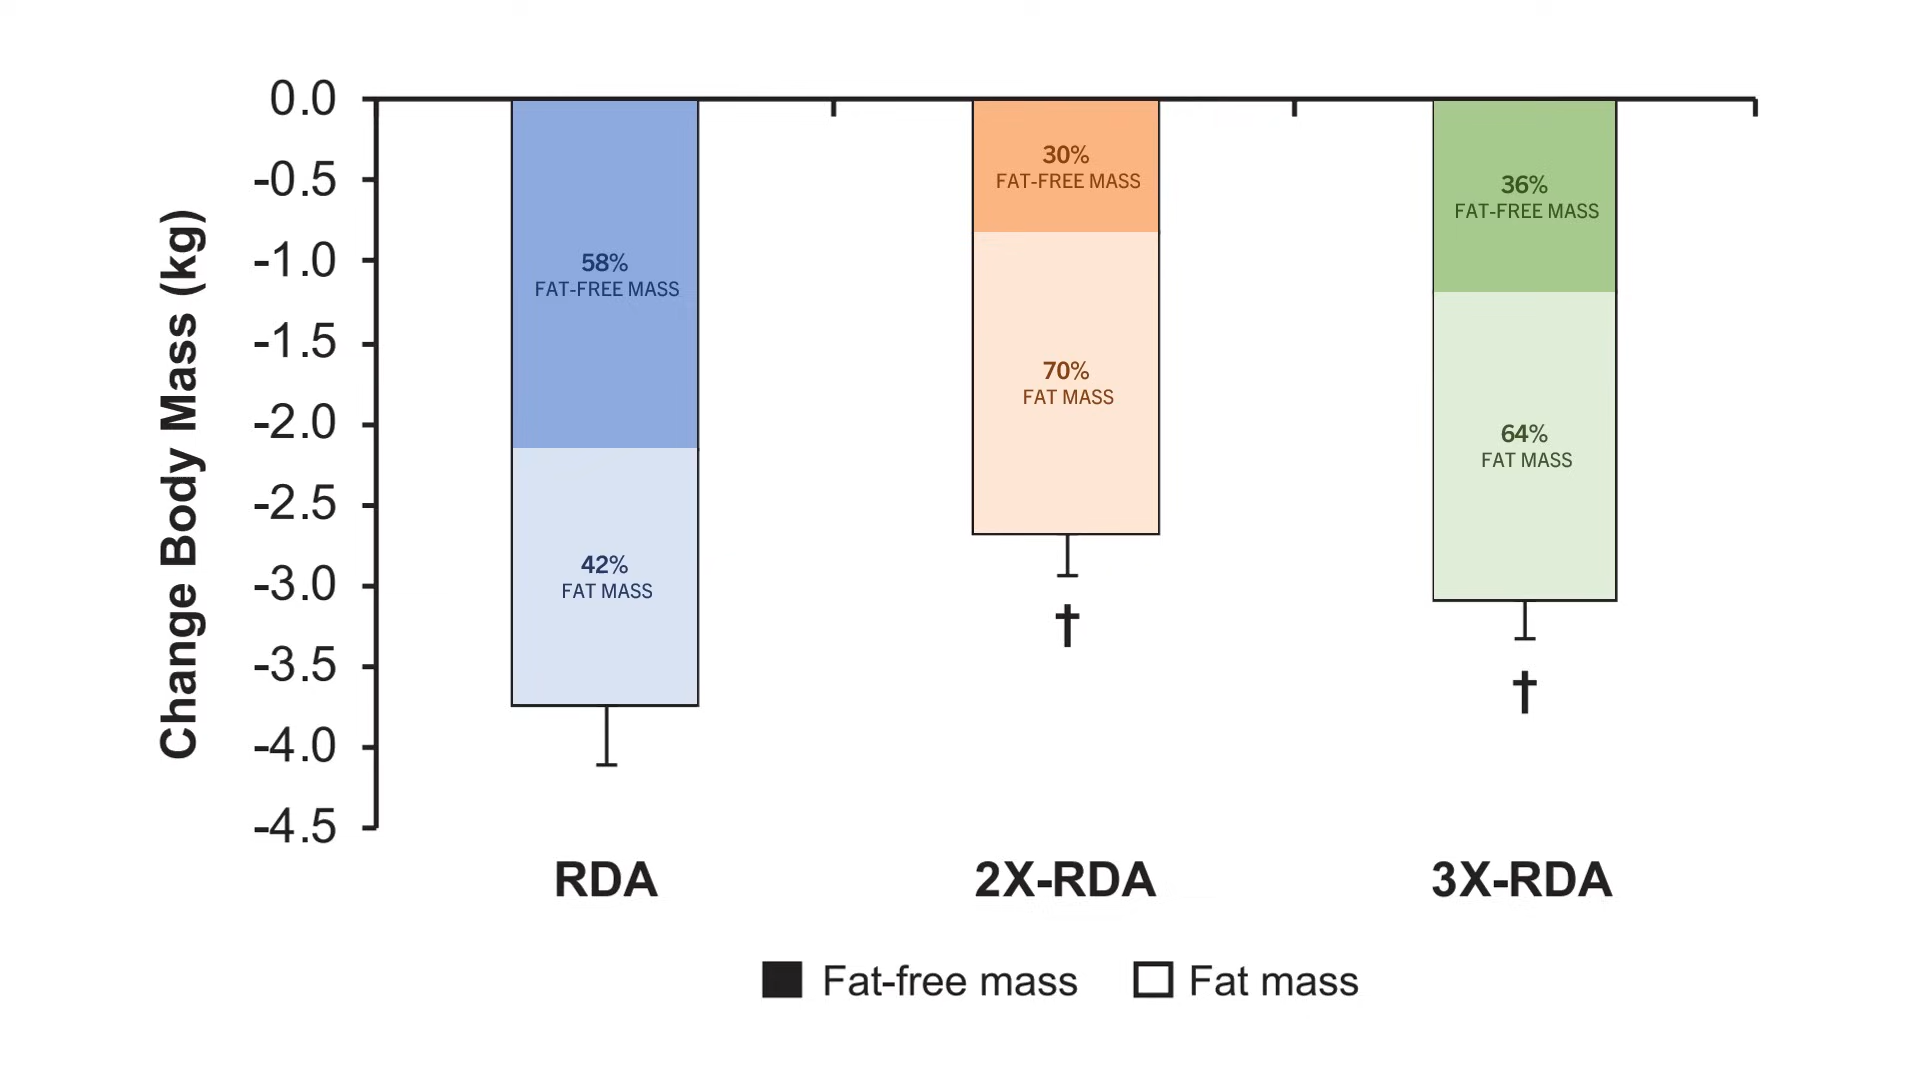 Change Body Mass (kg)
0.0
-0.5
-1.0
-1.5
-2.0
-2.5
-3.0
-3.5
-4.0
-4.5
58%
FAT-FREE MASS
42%
FAT MASS
30%
FAT-FREE MASS
70%
FAT MASS
†
36%
FAT-FREE MASS
64%
FAT MASS
†
RDA
2X-RDA
3X-RDA
Fat-free mass
Fat mass